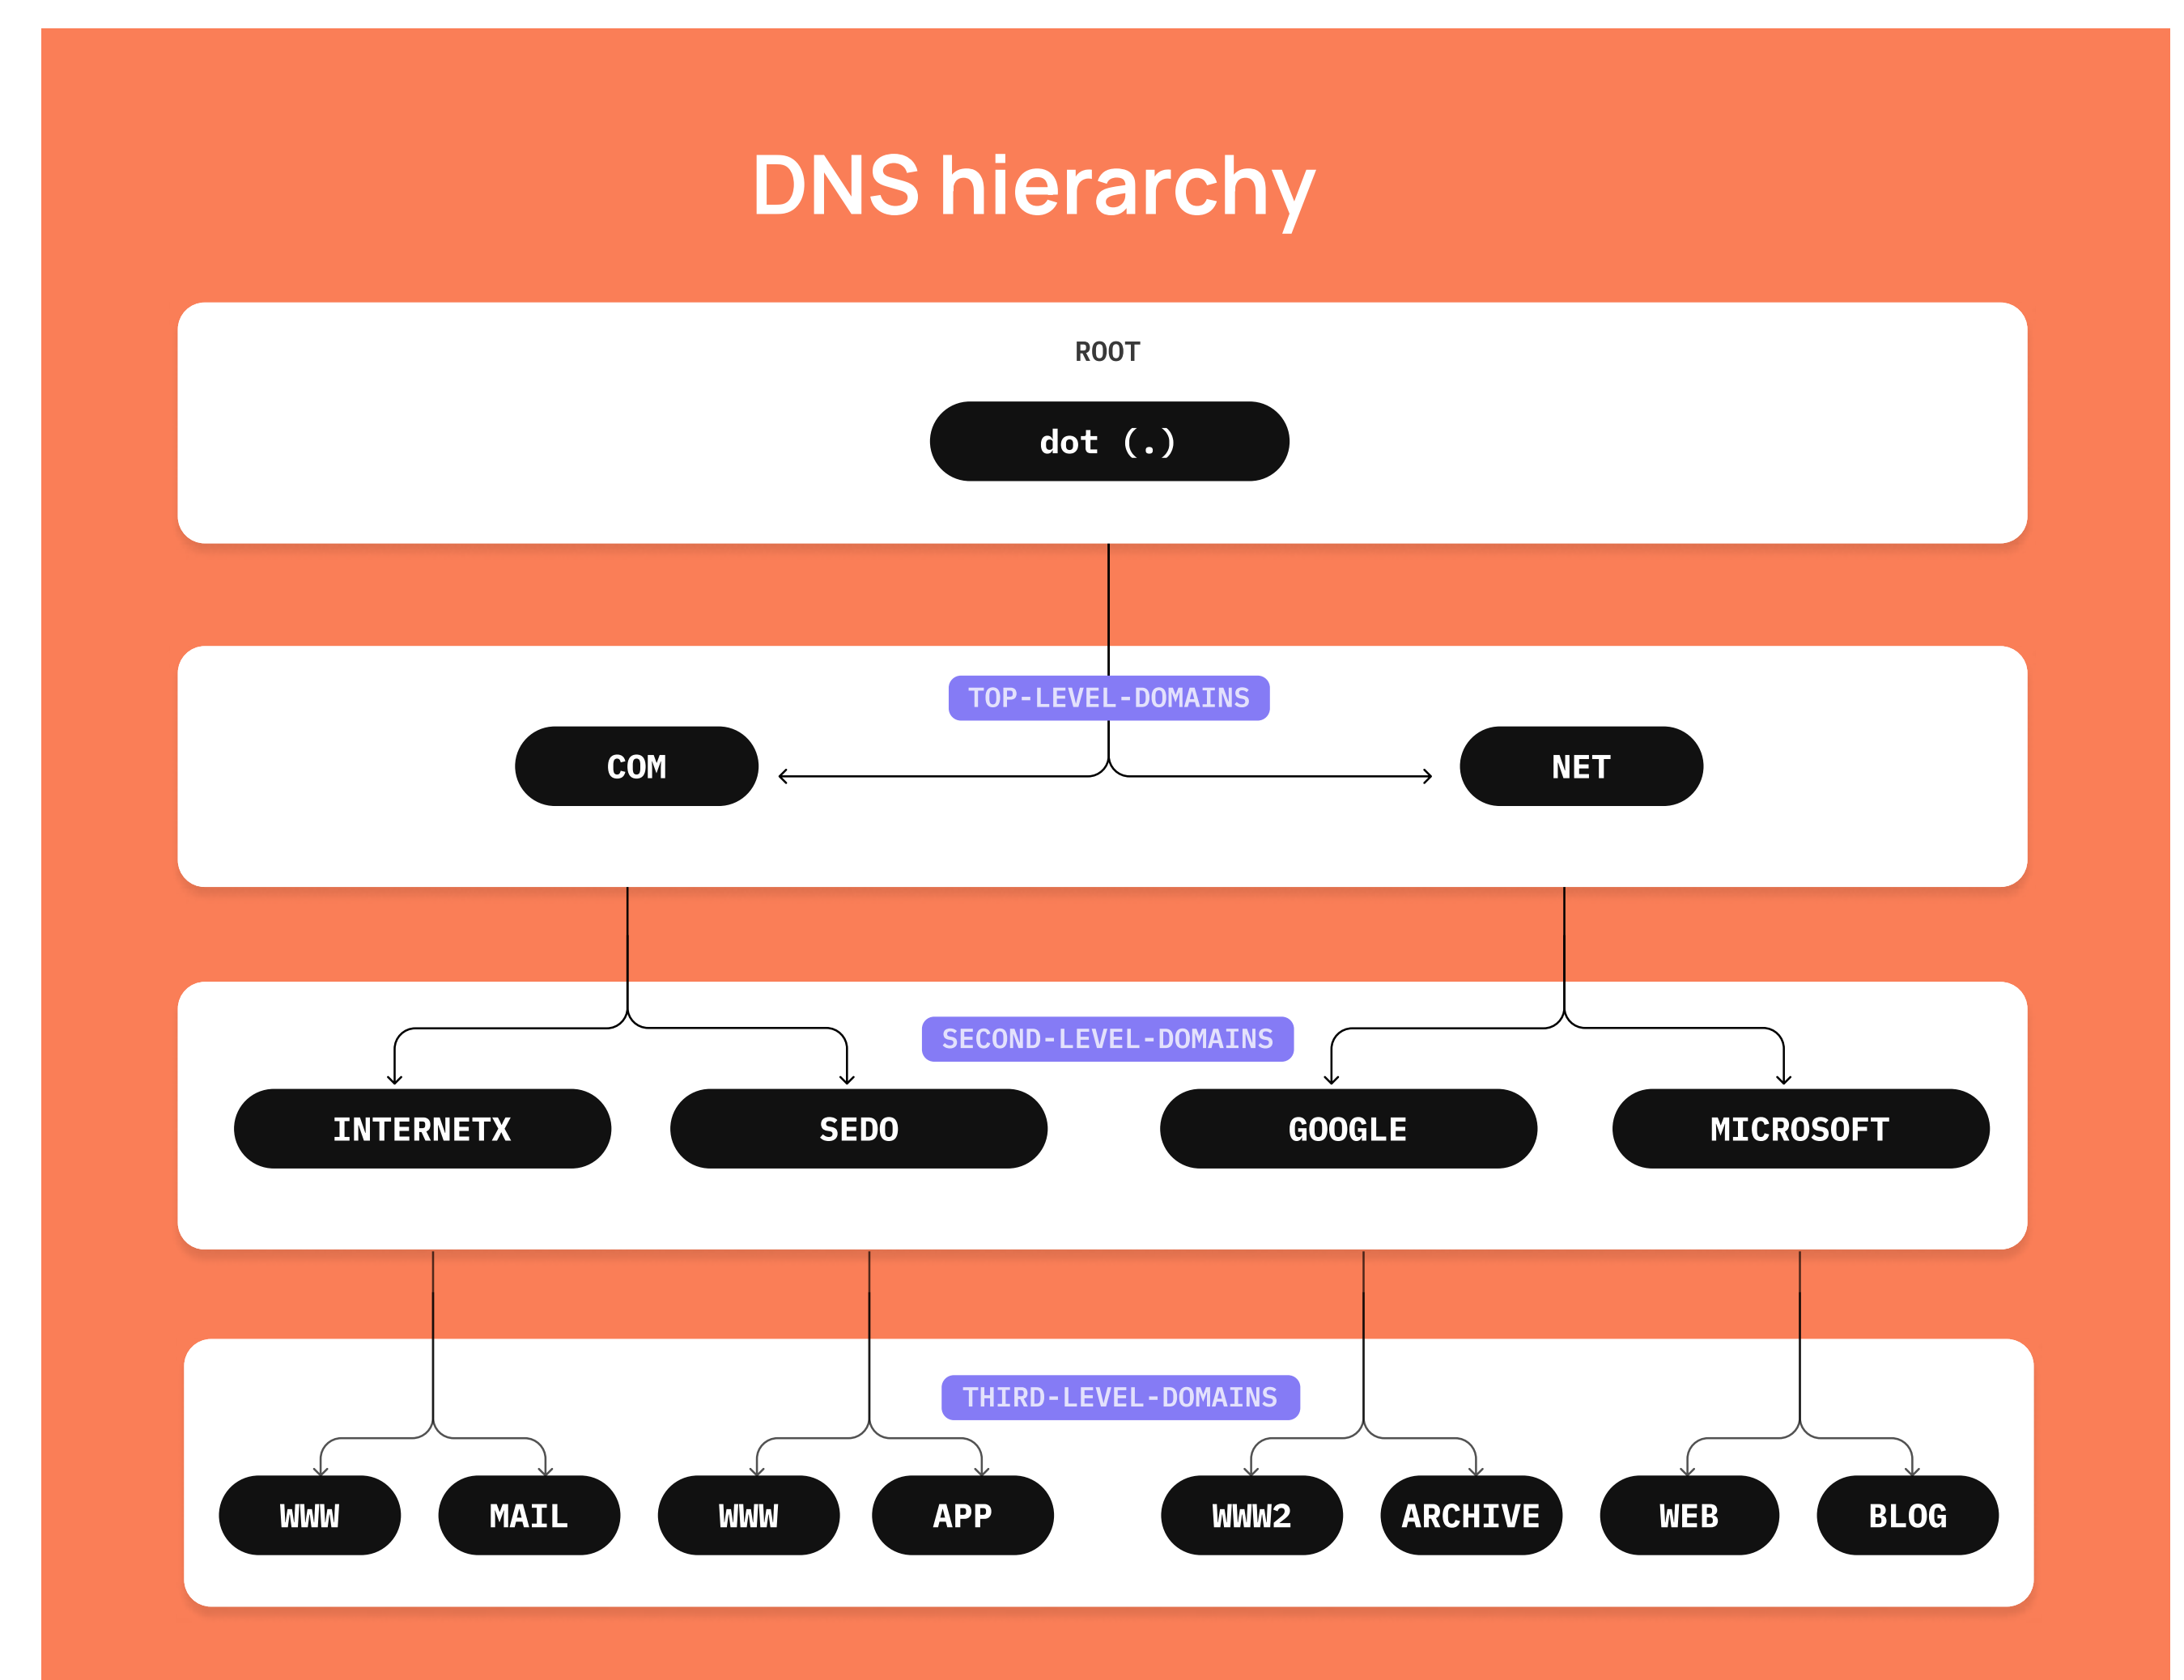 DNS hierarchy
ROOT
dot (.)
TOP-LEVEL-DOMAINS
COM
NET
SECOND-LEVEL-DOMAINS
INTERNETX
SEDO
GOOGLE
MICROSOFT
THIRD-LEVEL-DOMAINS
WWW
MAIL
WWW
APP
WWW2
ARCHIVE
WEB
BLOG